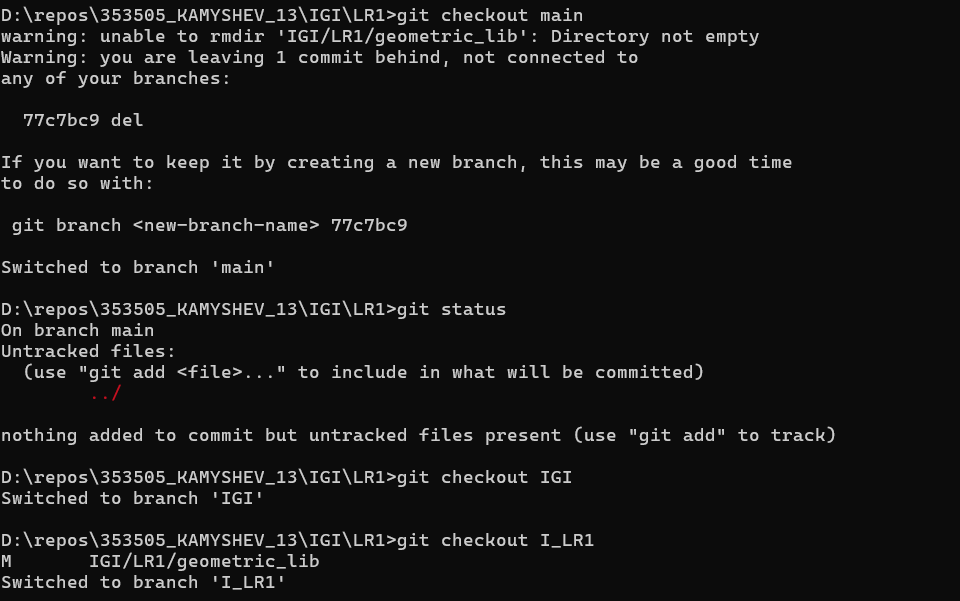 D:\repos\353505_KAMYSHEV_13\IGI\LR1>git checkout main
warning: unable to rmdir 'IGI/LR1/geometric_lib': Directory not empty
Warning: you are leaving 1 commit behind, not connected to
any of your branches:
77c7bc9 del
If you want to keep it by creating a new branch, this may be a good time
to do so with:
git branch <new-branch-name> 77c7bc9
Switched to branch 'main'
D:\repos\353505_KAMYSHEV_13\IGI\LR1>git status
On branch main
Untracked files:
(use "git add <file>..." to include in what will be committed)
../
nothing added to commit but untracked files present (use "git add" to track)
D:\repos\353505_KAMYSHEV_13\IGI\LR1>git checkout IGI
Switched to branch 'IGI'
D:\repos\353505_KAMYSHEV_13\IGI\LR1>git checkout I_LR1
M       IGI/LR1/geometric_lib
Switched to branch 'I_LR1'